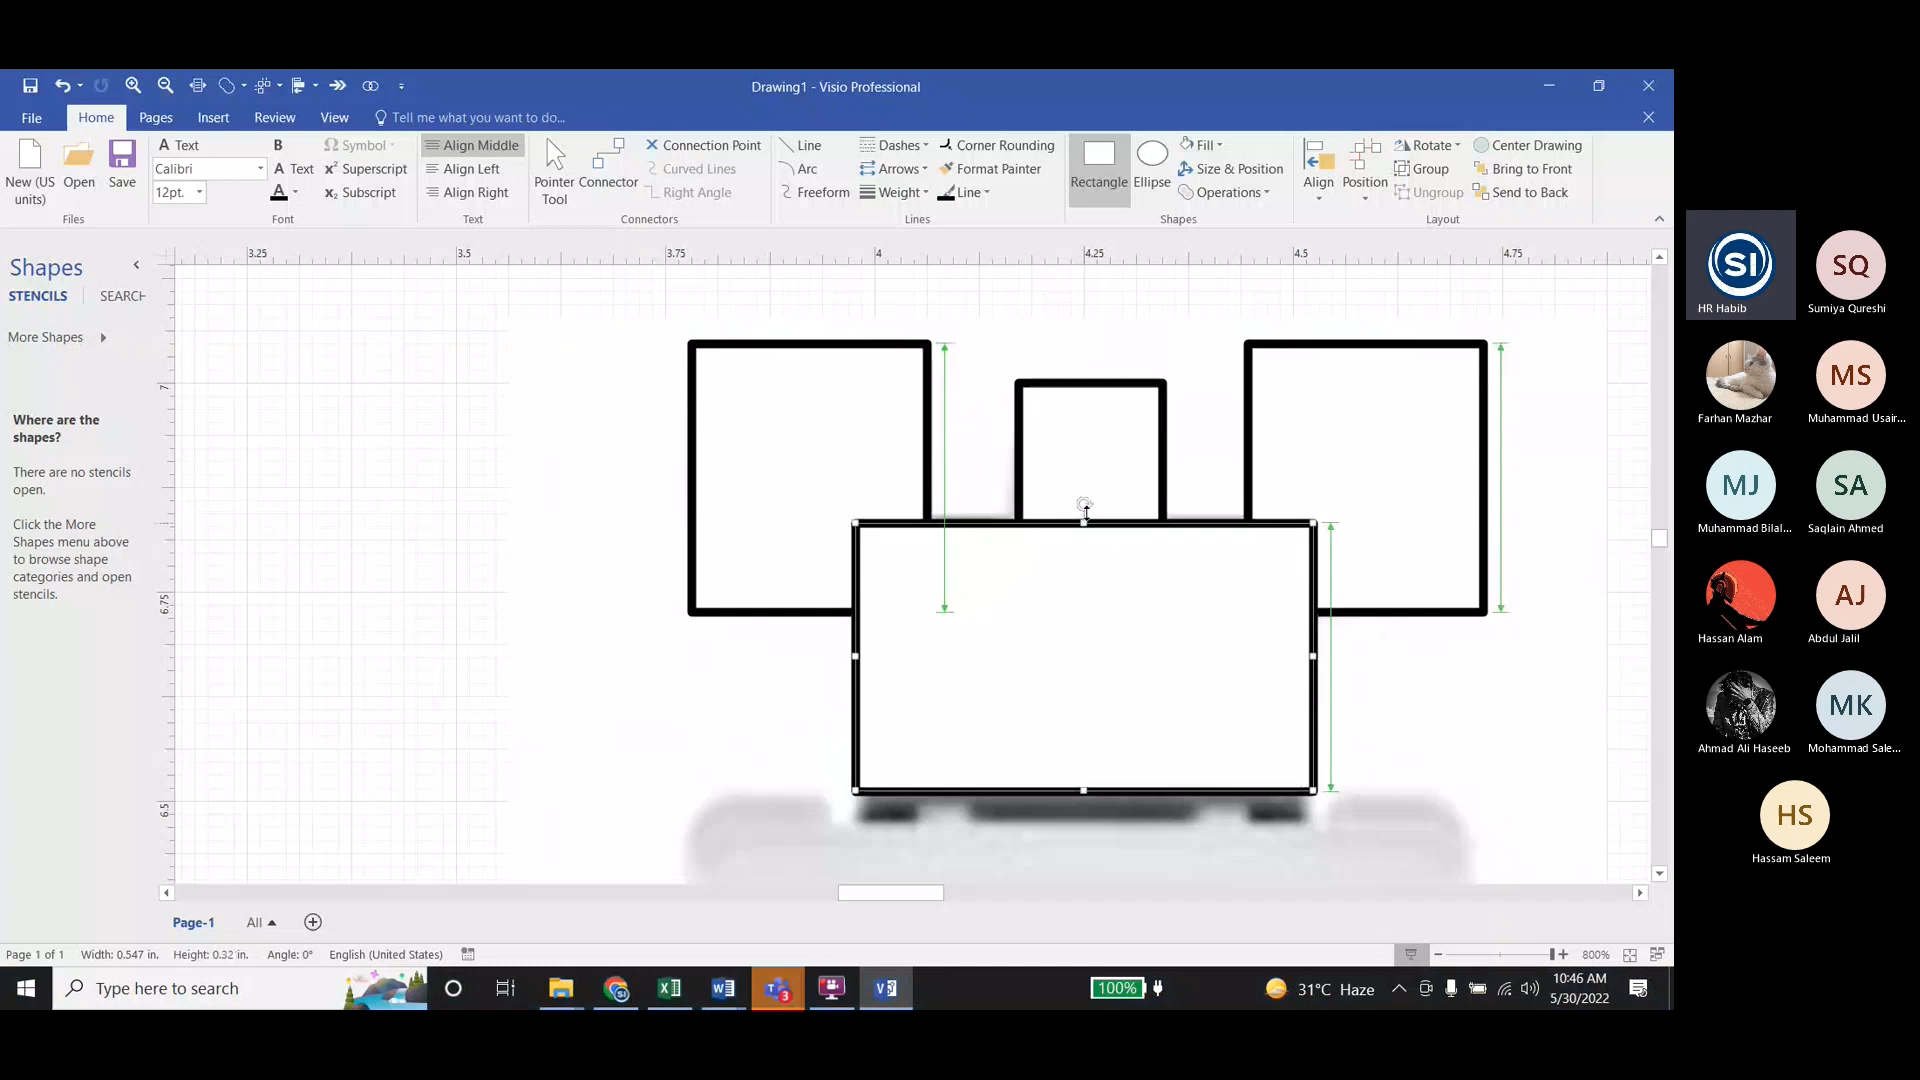 Drawing1 - Visio Professional
File
Home
Pages
Insert
Review
View
Tell me what you want to do...
New (US units)
Open
Save
Files
A Text
Calibri
12pt.
B
A Text
A
Symbol
Superscript
Subscript
Font
Align Middle
Align Left
Align Right
Text
Pointer Tool
Connector
Connection Point
Curved Lines
Right Angle
Connectors
Line
Arc
Freeform
Dashes
Arrows
Weight
Corner Rounding
Format Painter
Line
Lines
Rectangle
Ellipse
Fill
Size & Position
Operations
Shapes
Align
Position
Rotate
Group
Ungroup
Center Drawing
Bring to Front
Send to Back
Layout
Shapes
STENCILS
SEARCH
More Shapes
Where are the
shapes?
There are no stencils
open.
Click the More
Shapes menu above
to browse shape
categories and open
stencils.
3.25
3.5
3.75
4
4.25
4.5
4.75
7
6.75
6.5
Page-1
All
Page 1 of 1
Width: 0.547 in.
Height: 0.32 in.
Angle: 0°
English (United States)
800%
Type here to search
3
100%
31°C Haze
10:46 AM
5/30/2022
SI
HR Habib
SQ
Sumiya Qureshi
Farhan Mazhar
MS
Muhammad Usair...
MJ
Muhammad Bilal...
SA
Saqlain Ahmed
Hassan Alam
AJ
Abdul Jalil
Ahmad Ali Haseeb
MK
Mohammad Sale...
HS
Hassam Saleem